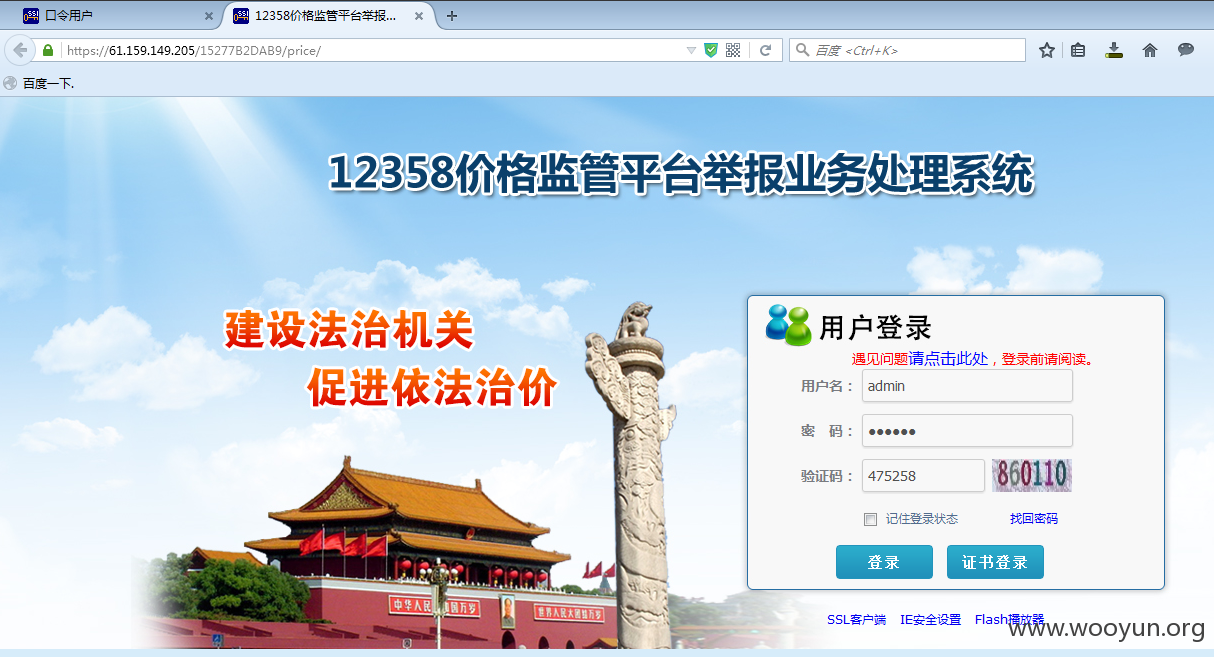 口令用户
12358价格监管平台举报...
https://61.159.149.205/15277B2DAB9/price/
百度 <Ctrl+K>
百度一下.
12358价格监管平台举报业务处理系统
建设法治机关
促进依法治价
用户登录
遇见问题请点击此处，登录前请阅读。
用户名： admin
密 码： ●●●●●●
验证码： 475258 860110
记住登录状态 找回密码
登录 证书登录
中华人民共和国万岁 世界人民大团结万岁
SSL客户端 IE安全设置 Flash播放器
www.wooyun.org